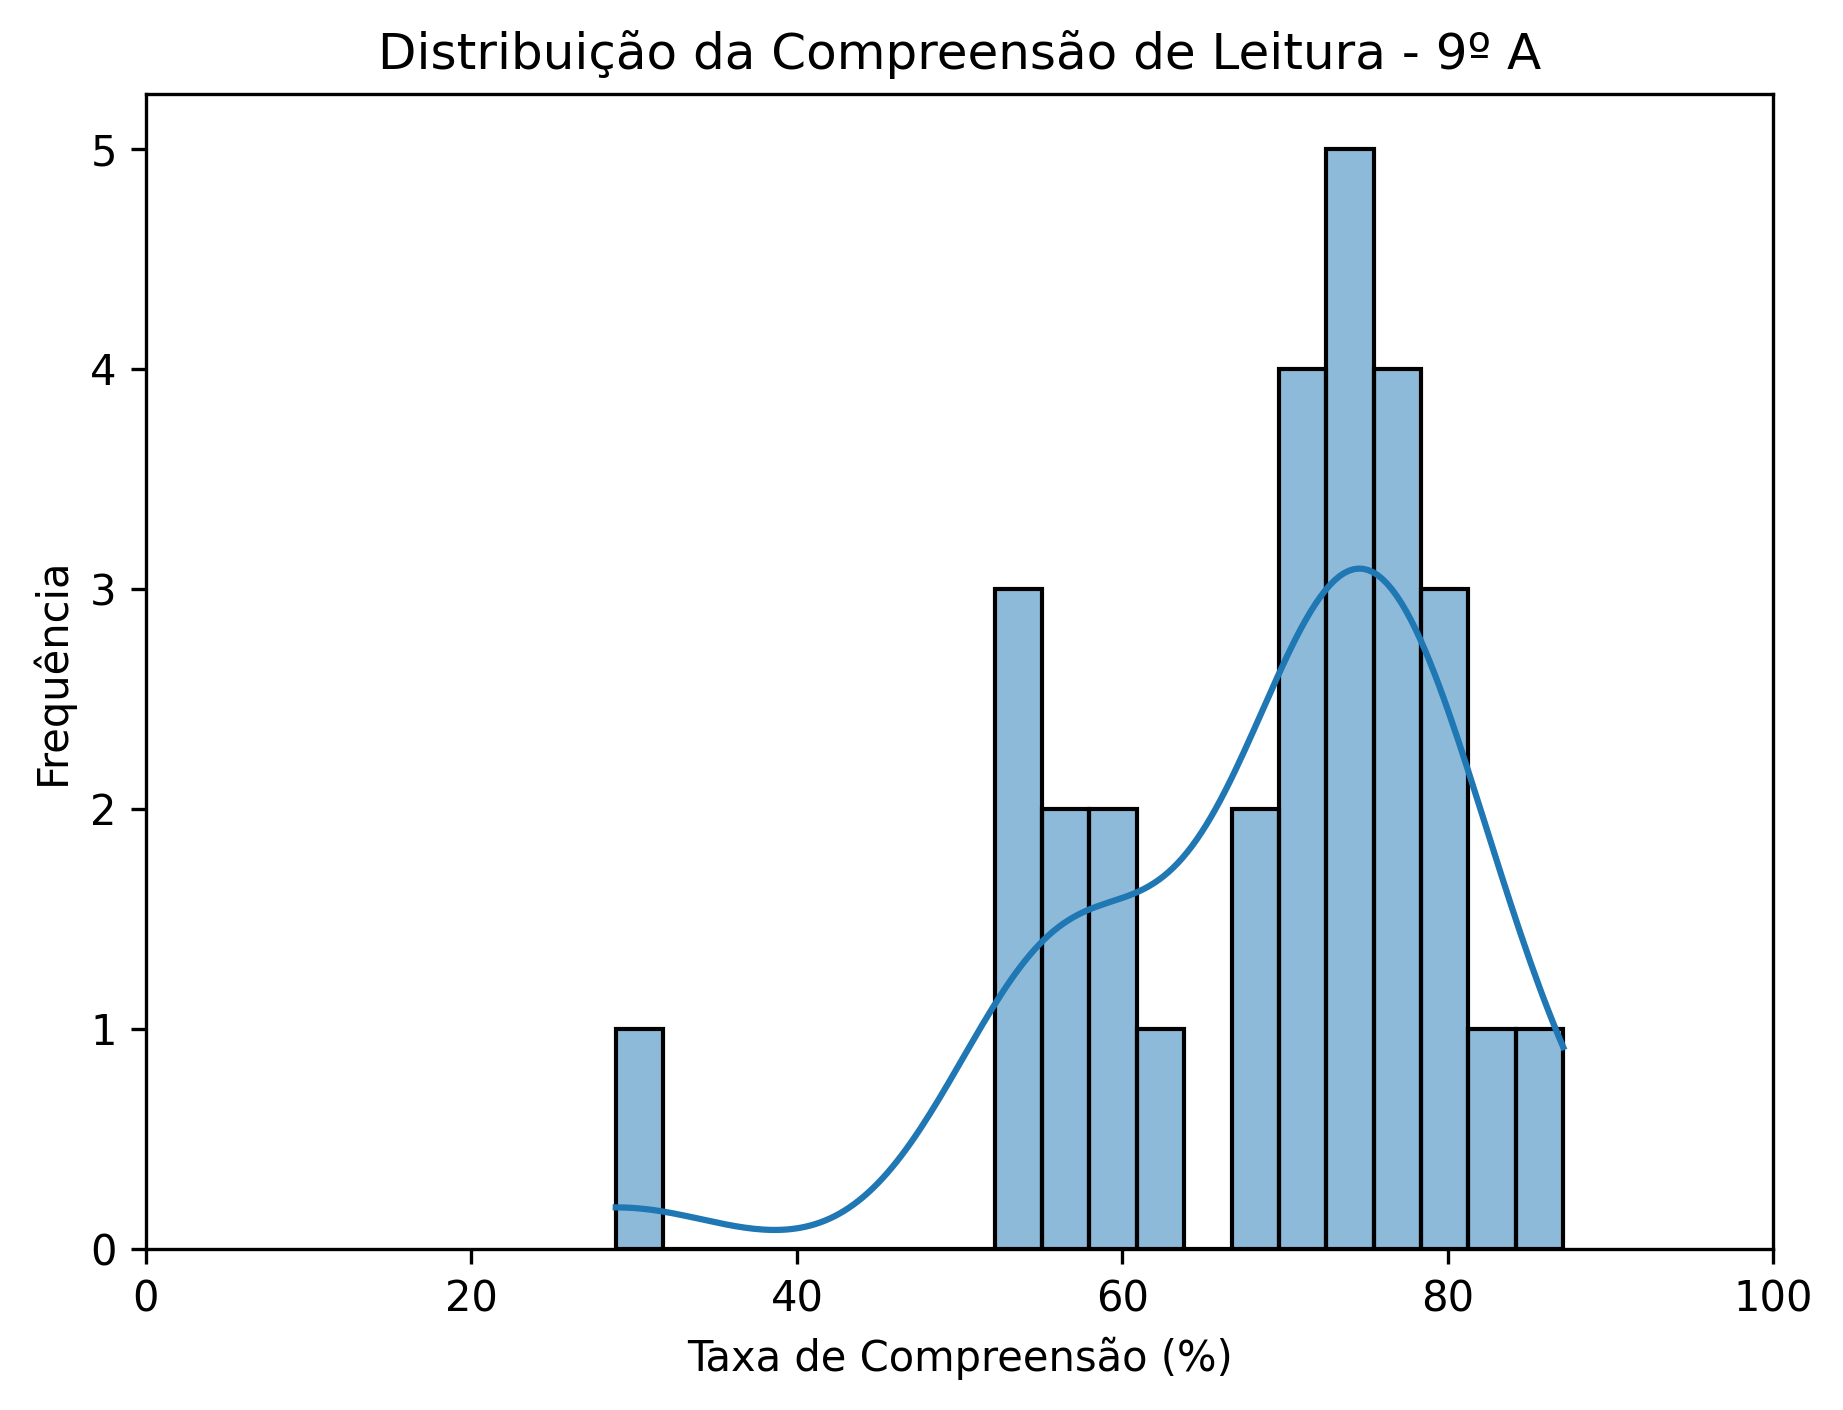 Distribuição da Compreensão de Leitura - 9º A
5
4
3
2
1
0
Frequência
0 20 40 60 80 100
Taxa de Compreensão (%)